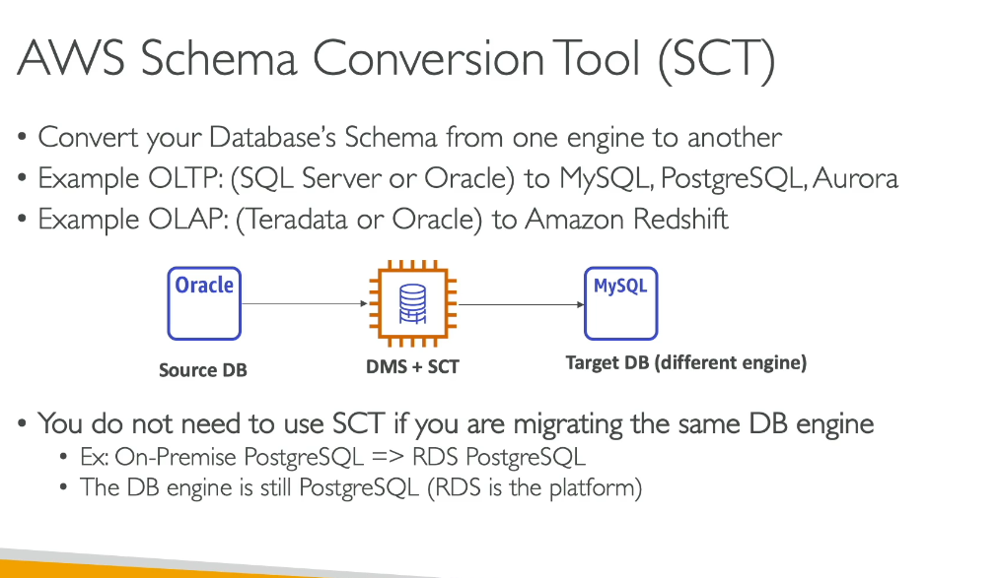 AWS Schema Conversion Tool (SCT)
• Convert your Database's Schema from one engine to another
• Example OLTP: (SQL Server or Oracle) to MySQL, PostgreSQL, Aurora
• Example OLAP: (Teradata or Oracle) to Amazon Redshift
Oracle
MySQL
Source DB
DMS + SCT
Target DB (different engine)
• You do not need to use SCT if you are migrating the same DB engine
• Ex: On-Premise PostgreSQL => RDS PostgreSQL
• The DB engine is still PostgreSQL (RDS is the platform)